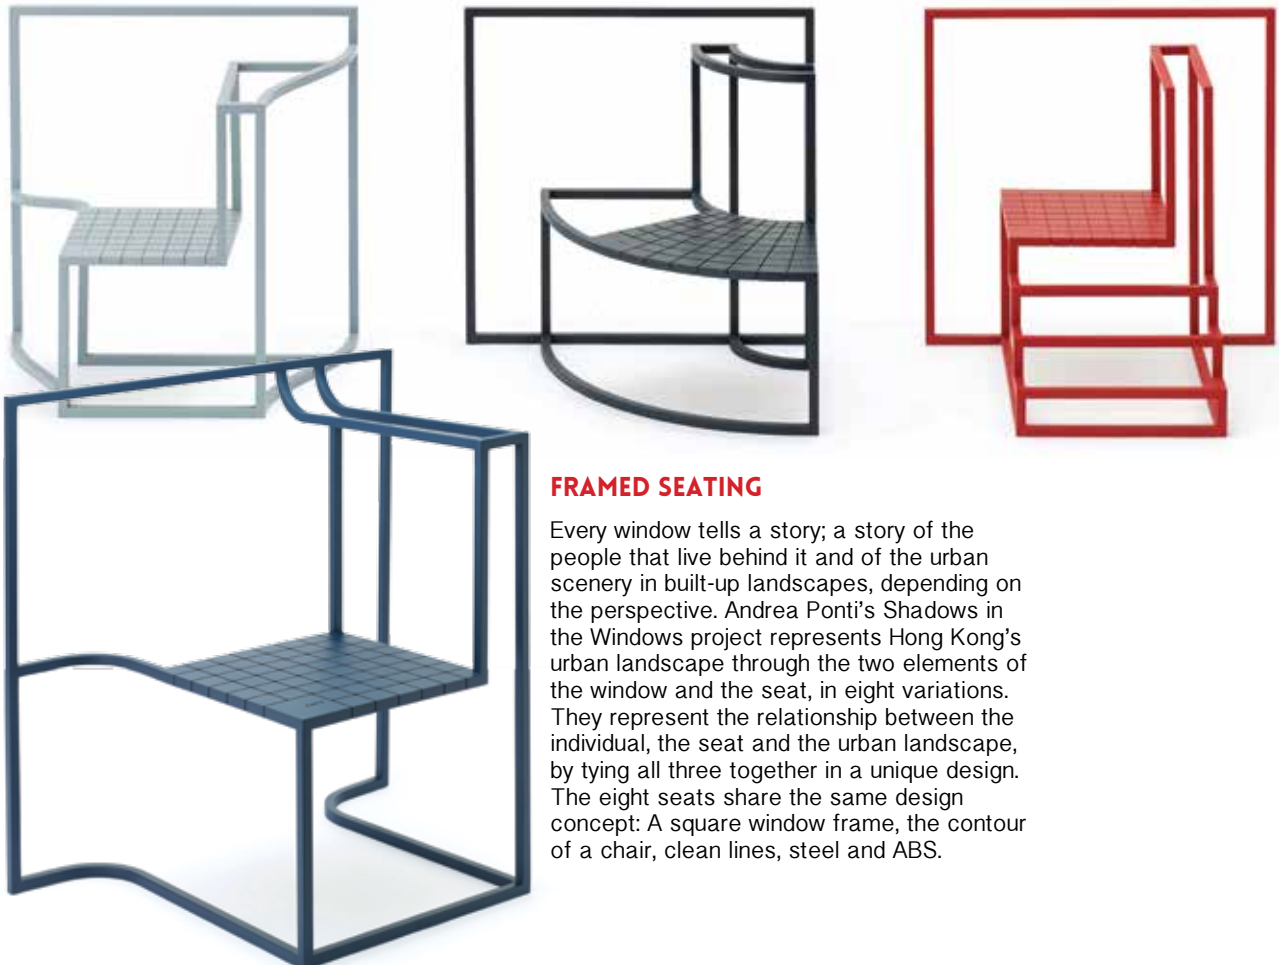 FRAMED SEATING
Every window tells a story; a story of the
people that live behind it and of the urban
scenery in built-up landscapes, depending on
the perspective. Andrea Ponti’s Shadows in
the Windows project represents Hong Kong’s
urban landscape through the two elements of
the window and the seat, in eight variations.
They represent the relationship between the
individual, the seat and the urban landscape,
by tying all three together in a unique design.
The eight seats share the same design
concept: A square window frame, the contour
of a chair, clean lines, steel and ABS.